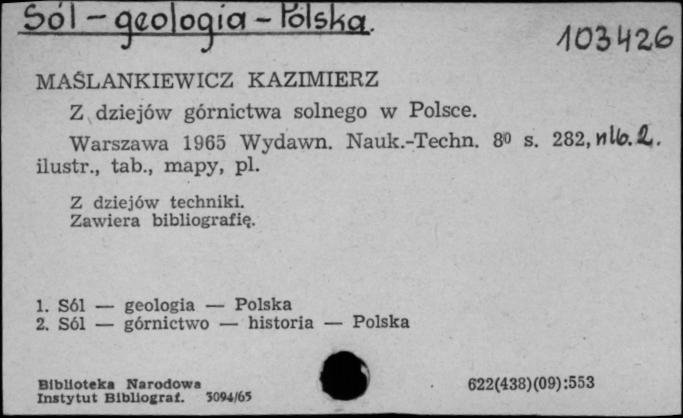 Sól - geologia - Polska.
103426
MAŚLANKIEWICZ KAZIMIERZ
Z dziejów górnictwa solnego w Polsce.
Warszawa 1965 Wydawn. Nauk.-Techn. 8⁰ s. 282, nlb. 2.
ilustr., tab., mapy, pl.
Z dziejów techniki.
Zawiera bibliografię.
1. Sól — geologia — Polska
2. Sól — górnictwo — historia — Polska
Biblioteka Narodowa
Instytut Bibliograf. 3094/65
622(438)(09):553